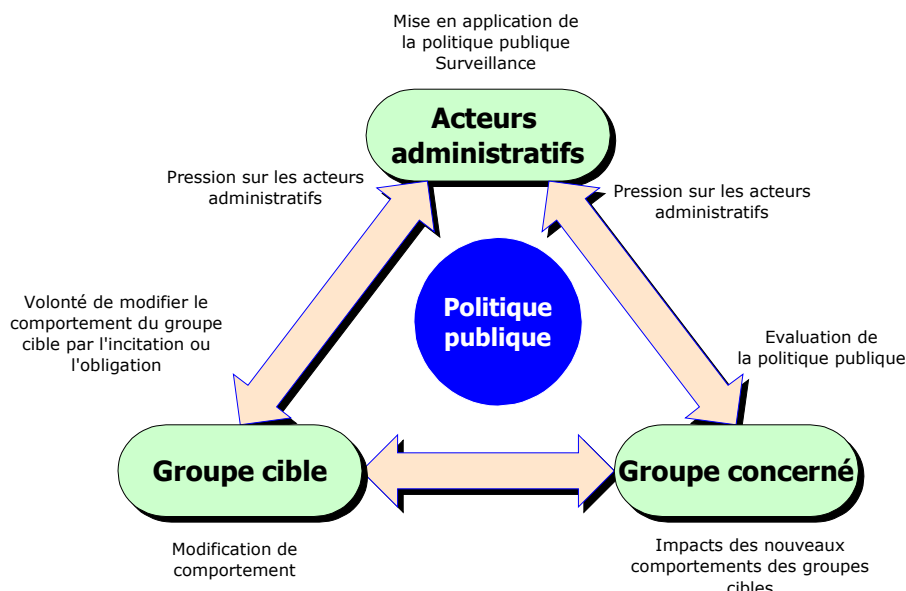 Mise en application de
la politique publique
Surveillance
Acteurs
administratifs
Pression sur les acteurs
administratifs
Pression sur les acteurs
administratifs
Politique
publique
Volonté de modifier le
comportement du groupe
cible par l'incitation ou
l'obligation
Evaluation de
la politique publique
Groupe cible
Groupe concerné
Modification de
comportement
Impacts des nouveaux
comportements des groupes
cibles